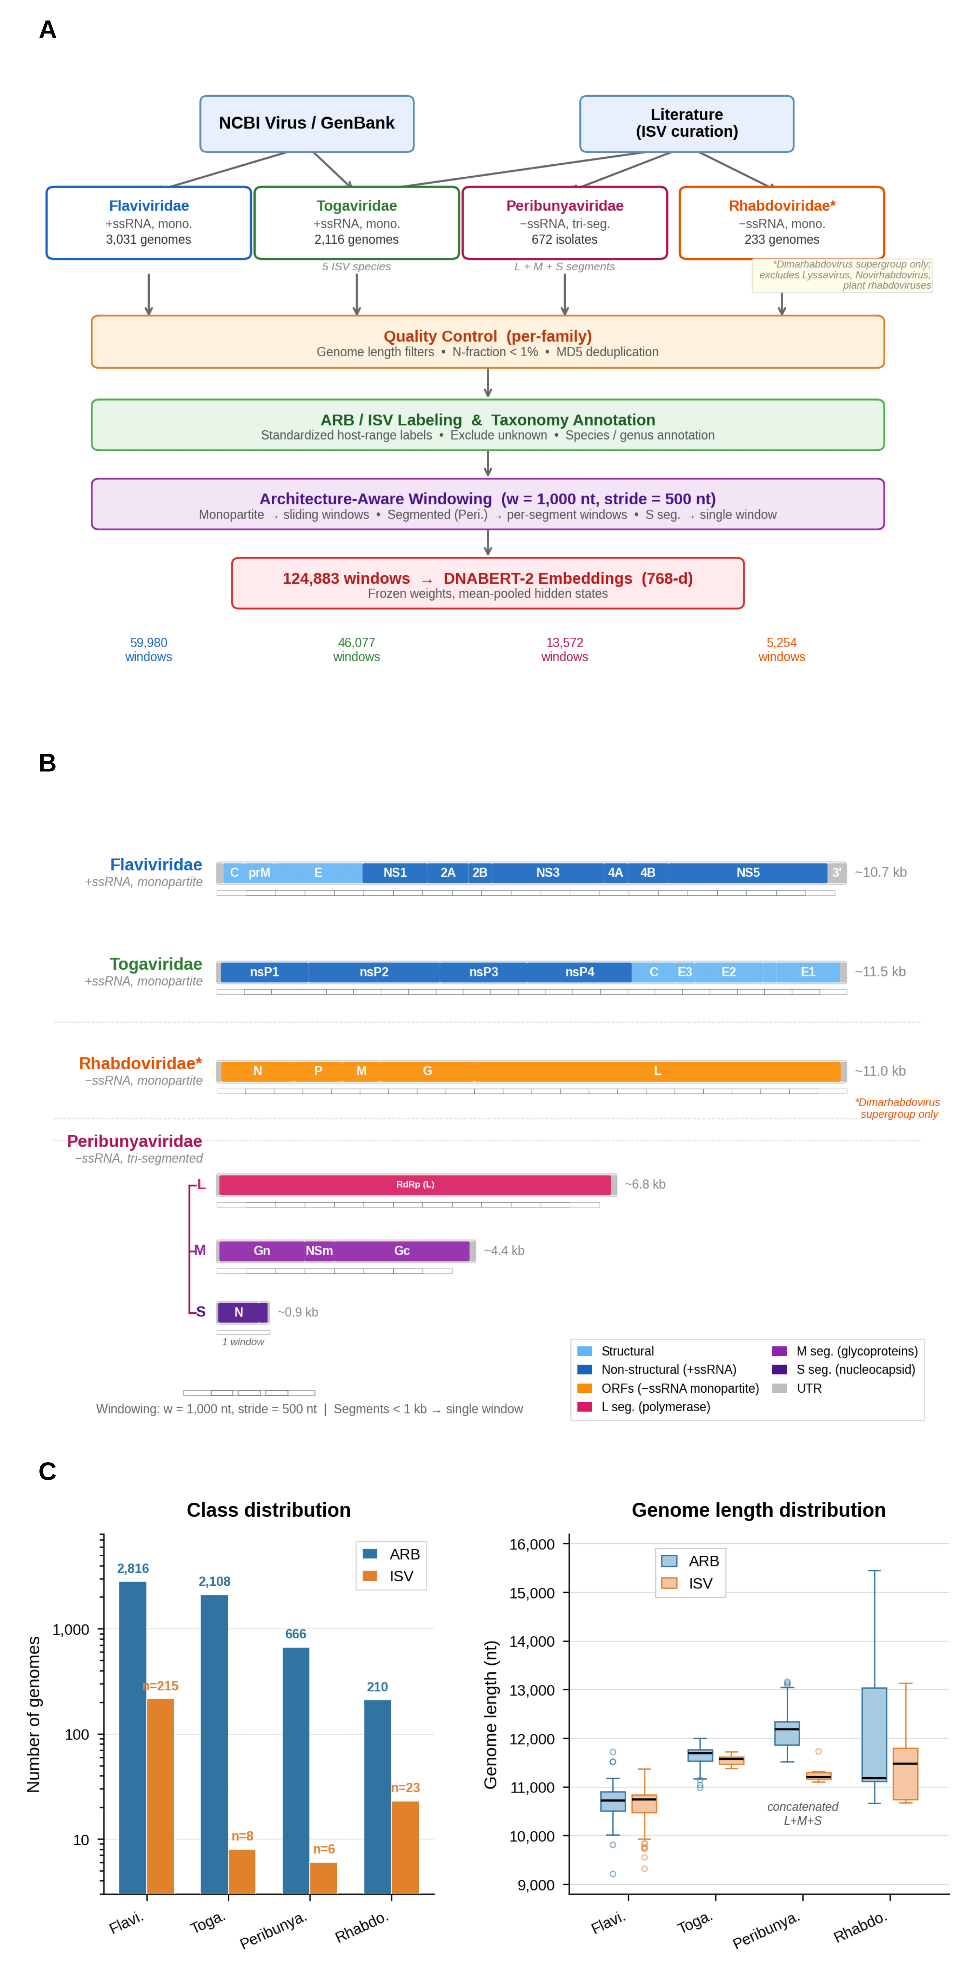 A
NCBI Virus / GenBank
Literature
(ISV curation)
Flaviviridae
+ssRNA, mono.
3,031 genomes
Togaviridae
+ssRNA, mono.
2,116 genomes
Peribunyaviridae
−ssRNA, tri-seg.
672 isolates
Rhabdoviridae*
−ssRNA, mono.
233 genomes
5 ISV species
L + M + S segments
*Dimarhabdovirus supergroup only;
excludes Lyssavirus, Novirhabdovirus,
plant rhabdoviruses
Quality Control (per-family)
Genome length filters • N-fraction < 1% • MD5 deduplication
ARB / ISV Labeling & Taxonomy Annotation
Standardized host-range labels • Exclude unknown • Species / genus annotation
Architecture-Aware Windowing (w = 1,000 nt, stride = 500 nt)
Monopartite → sliding windows • Segmented (Peri.) → per-segment windows • S seg. → single window
124,883 windows → DNABERT-2 Embeddings (768-d)
Frozen weights, mean-pooled hidden states
59,980
windows
46,077
windows
13,572
windows
5,254
windows
B
Flaviviridae
+ssRNA, monopartite
C prM E NS1 2A 2B NS3 4A 4B NS5 3'
~10.7 kb
Togaviridae
+ssRNA, monopartite
nsP1 nsP2 nsP3 nsP4 C E3 E2 E1
~11.5 kb
Rhabdoviridae*
−ssRNA, monopartite
N P M G L
~11.0 kb
*Dimarhabdovirus
supergroup only
Peribunyaviridae
−ssRNA, tri-segmented
L
RdRp (L)
~6.8 kb
M
Gn NSm Gc
~4.4 kb
S
N
~0.9 kb
1 window
Windowing: w = 1,000 nt, stride = 500 nt | Segments < 1 kb → single window
Structural
Non-structural (+ssRNA)
ORFs (−ssRNA monopartite)
L seg. (polymerase)
M seg. (glycoproteins)
S seg. (nucleocapsid)
UTR
C
Class distribution
Number of genomes
1,000
100
10
2,816
n=215
2,108
n=8
666
n=6
210
n=23
ARB
ISV
Flavi.
Toga.
Peribunya.
Rhabdo.
Genome length distribution
Genome length (nt)
16,000
15,000
14,000
13,000
12,000
11,000
10,000
9,000
ARB
ISV
concatenated
L+M+S
Flavi.
Toga.
Peribunya.
Rhabdo.